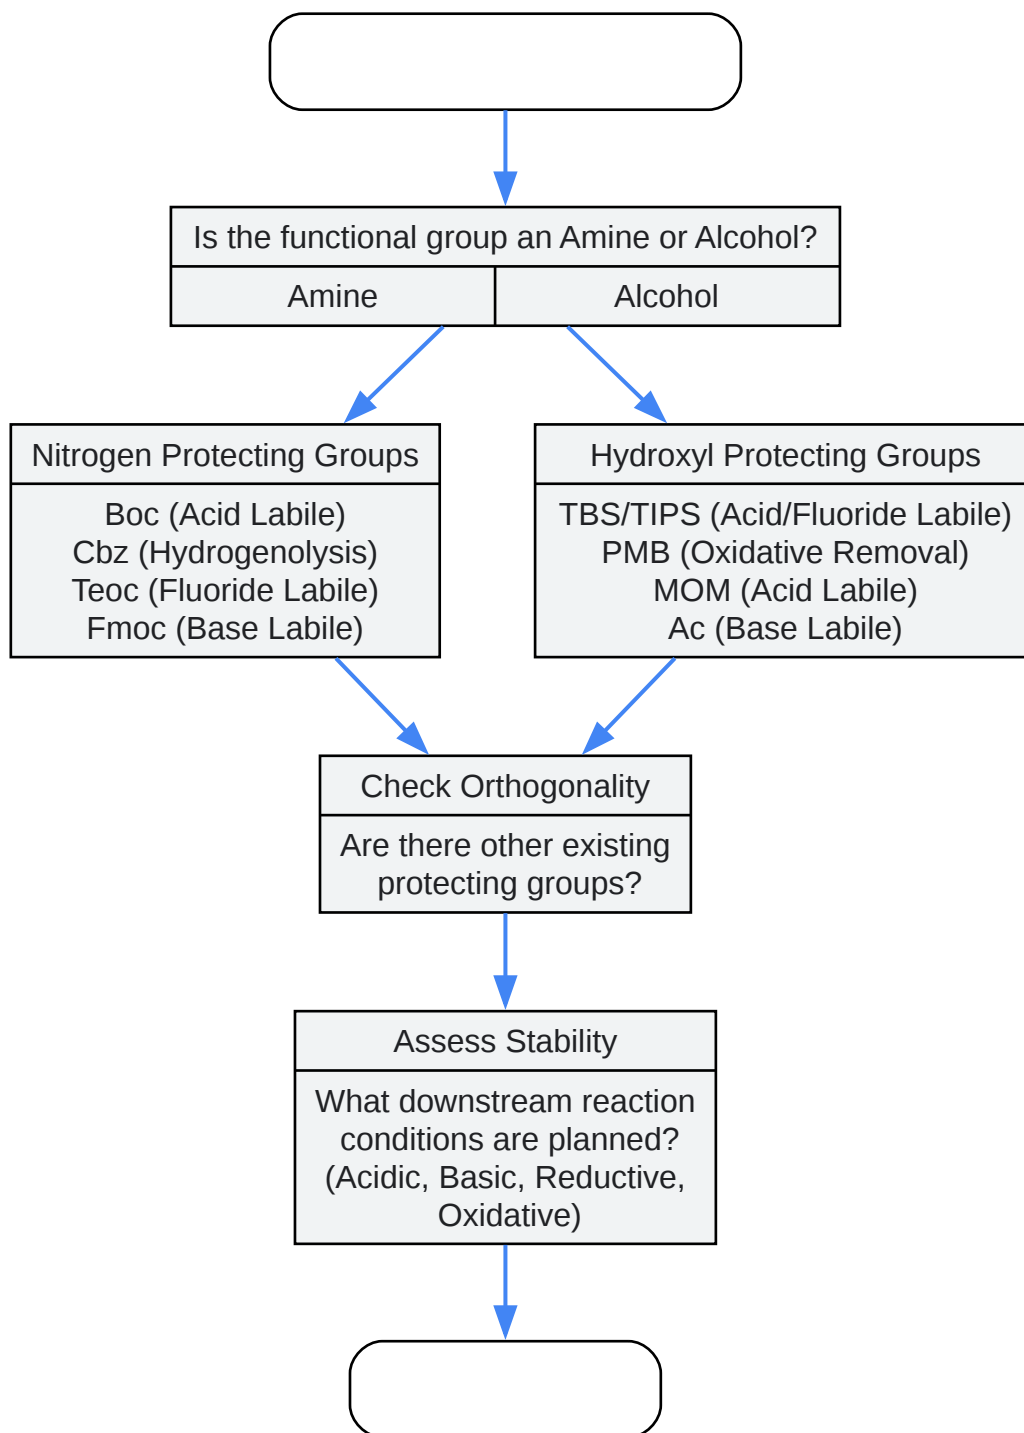 Is the functional group an Amine or Alcohol?
Amine
Alcohol
Nitrogen Protecting Groups
Boc (Acid Labile)
Cbz (Hydrogenolysis)
Teoc (Fluoride Labile)
Fmoc (Base Labile)
Hydroxyl Protecting Groups
TBS/TIPS (Acid/Fluoride Labile)
PMB (Oxidative Removal)
MOM (Acid Labile)
Ac (Base Labile)
Check Orthogonality
Are there other existing
protecting groups?
Assess Stability
What downstream reaction
conditions are planned?
(Acidic, Basic, Reductive,
Oxidative)